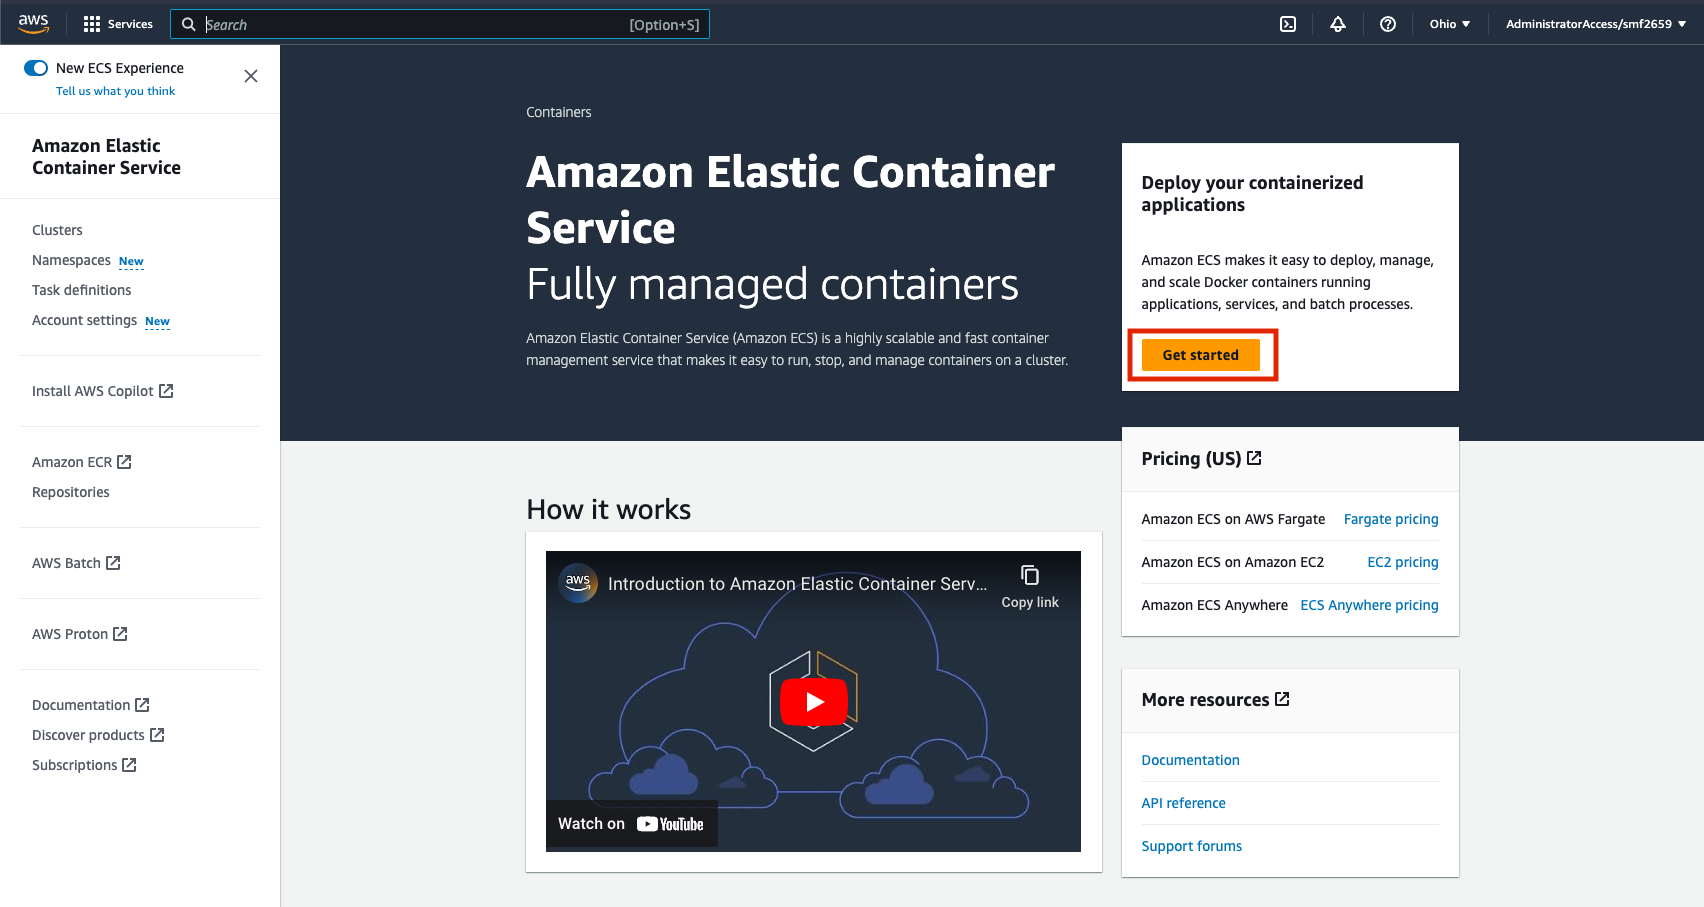 aws
Services
Search
[Option+S]
Ohio
AdministratorAccess/smf2659
New ECS Experience
Tell us what you think
Amazon Elastic
Container Service
Clusters
Namespaces New
Task definitions
Account settings New
Install AWS Copilot
Amazon ECR
Repositories
AWS Batch
AWS Proton
Documentation
Discover products
Subscriptions
Containers
Amazon Elastic Container
Service
Fully managed containers
Amazon Elastic Container Service (Amazon ECS) is a highly scalable and fast container
management service that makes it easy to run, stop, and manage containers on a cluster.
Deploy your containerized
applications
Amazon ECS makes it easy to deploy, manage,
and scale Docker containers running
applications, services, and batch processes.
Get started
How it works
aws
Introduction to Amazon Elastic Container Serv...
Copy link
Watch on YouTube
Pricing (US)
Amazon ECS on AWS Fargate Fargate pricing
Amazon ECS on Amazon EC2 EC2 pricing
Amazon ECS Anywhere ECS Anywhere pricing
More resources
Documentation
API reference
Support forums